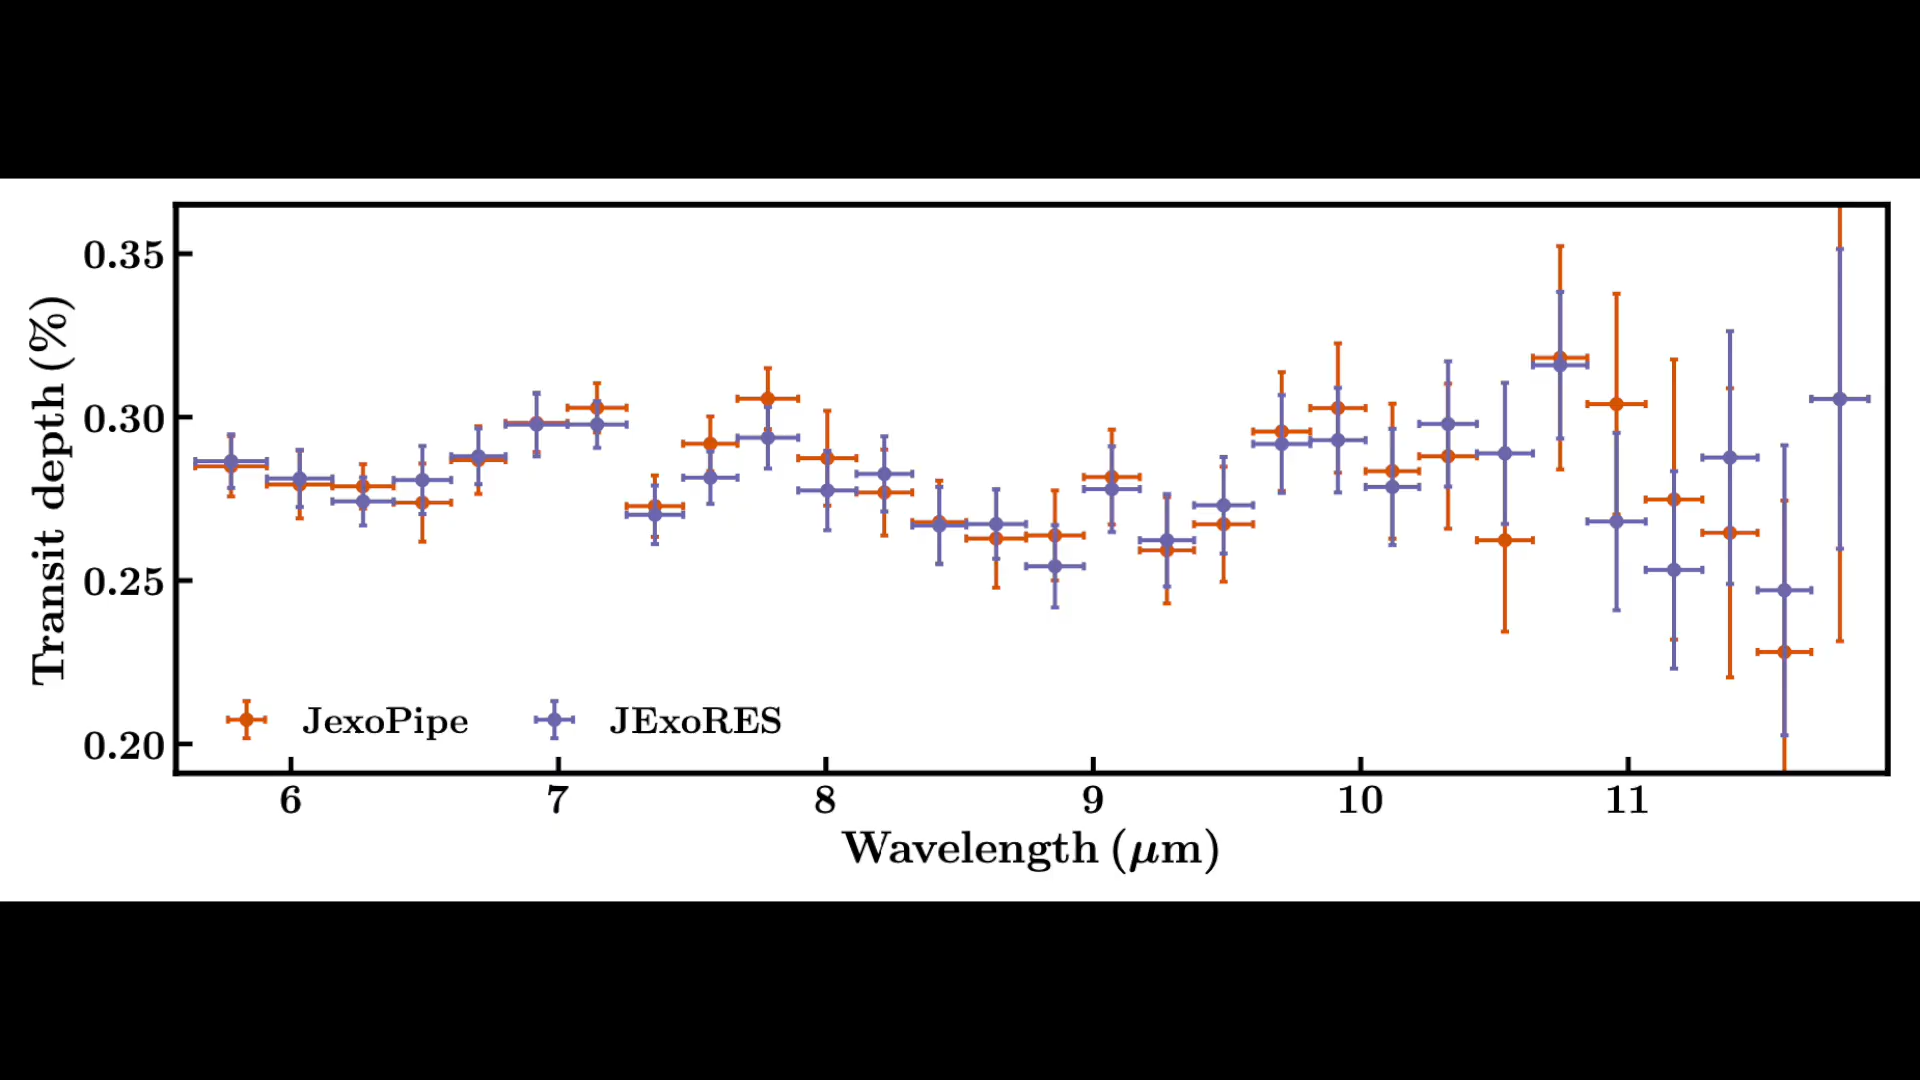 Transit depth (%)
0.35
0.30
0.25
0.20
JexoPipe
JExoRES
6 7 8 9 10 11
Wavelength (μm)